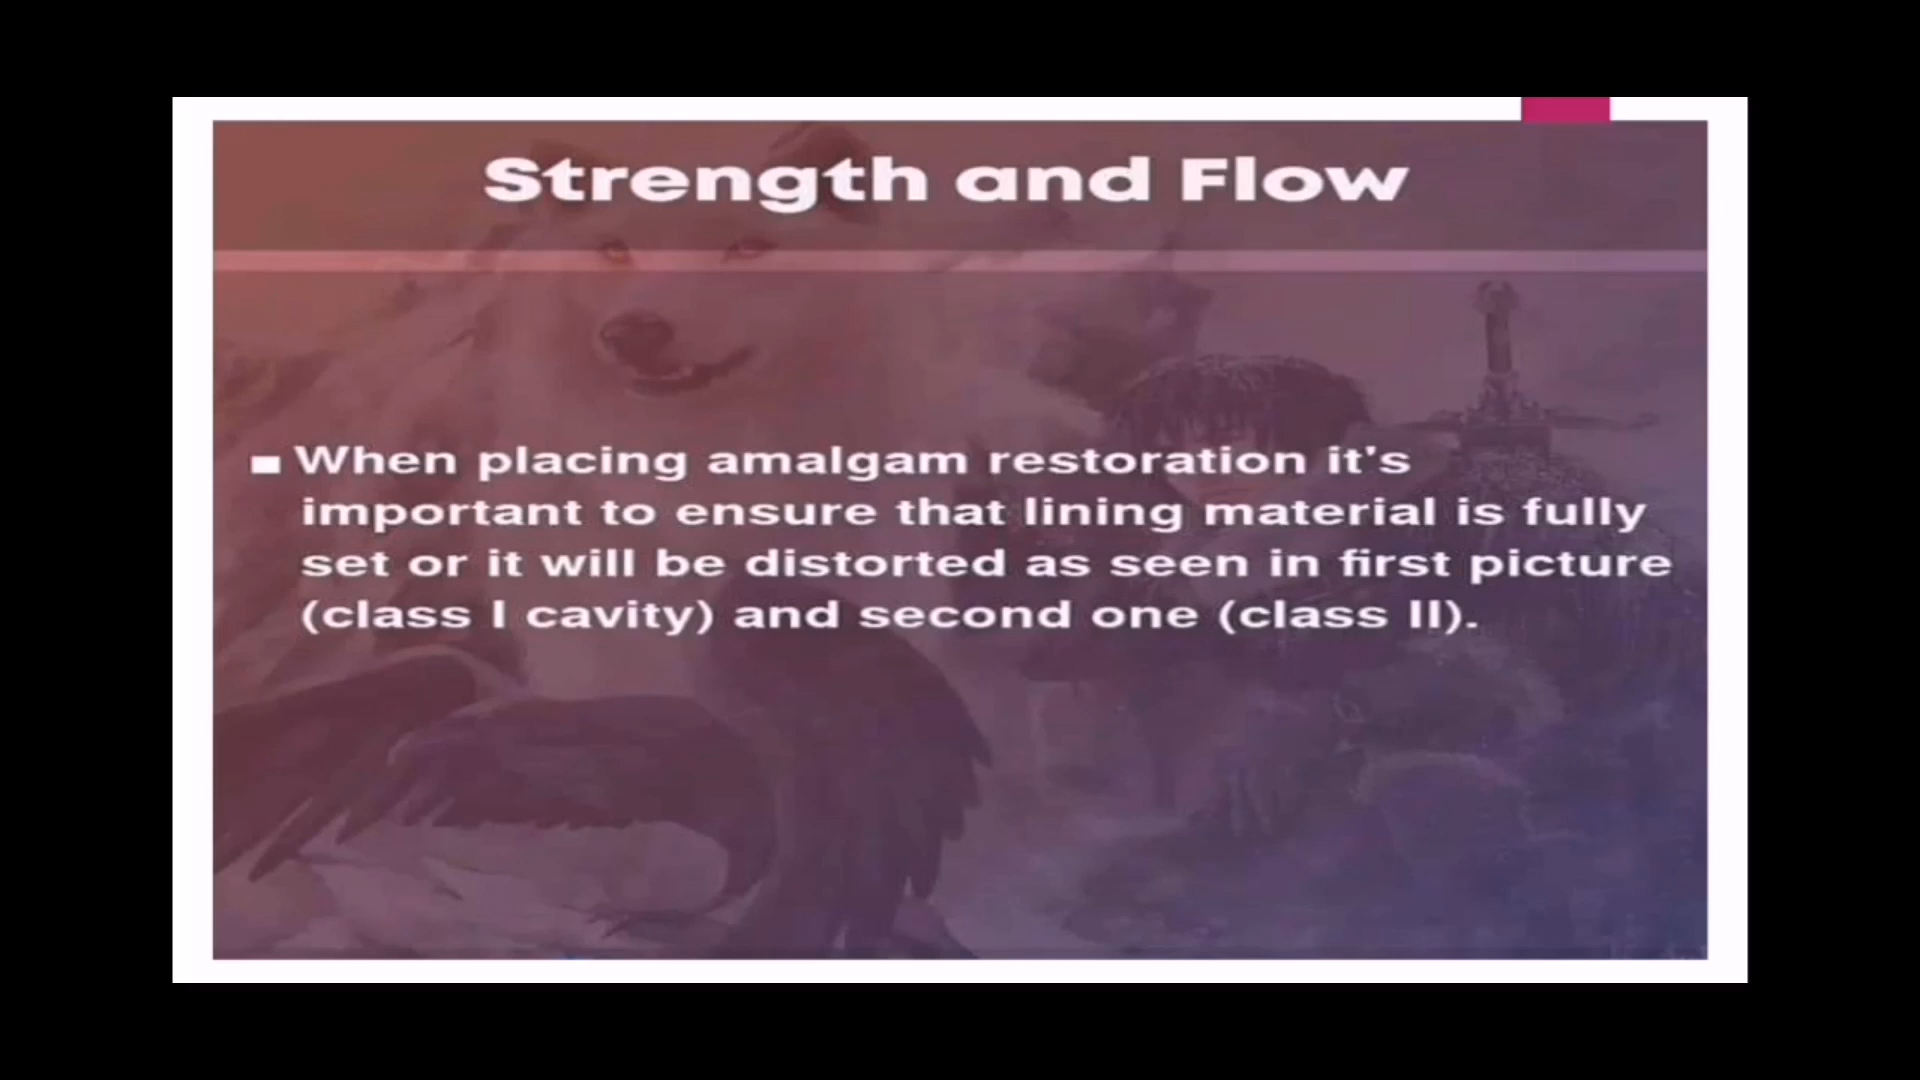 Strength and Flow
When placing amalgam restoration it's
important to ensure that lining material is fully
set or it will be distorted as seen in first picture
(class I cavity) and second one (class II).